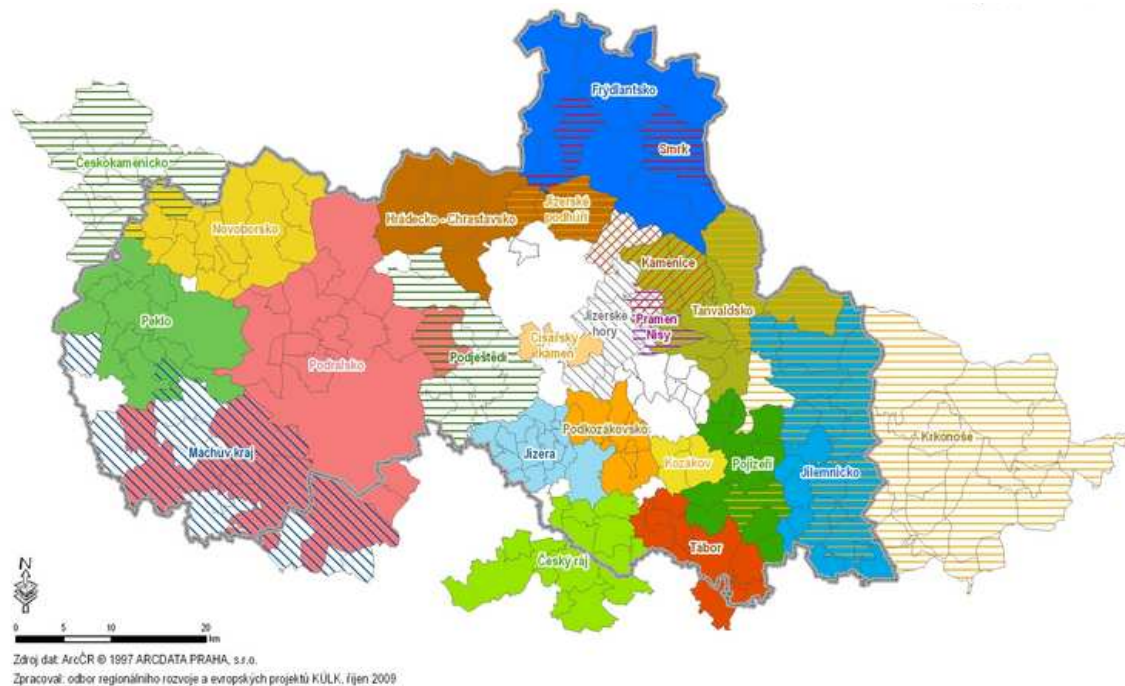 Frýdlantsko
Smrk
Českokamenicko
Jizerské
podhůří
Hrádecko - Chrastavsko
Novoborsko
Kamenice
Tanvaldsko
Peklo
Pramen
Nisy
Jizerské
hory
Císařský
kámen
Podještědí
Podralsko
Podkozákovsko
Krkonoše
Máchův kraj
Jizera
Kozákov
Pojizeří
Jilemnicko
Tábor
Český ráj
N
0 5 10 20
km
Zdroj dat: ArcČR © 1997 ARCDATA PRAHA, s.r.o.
Zpracoval: odbor regionálního rozvoje a evropských projektů KÚLK, říjen 2009